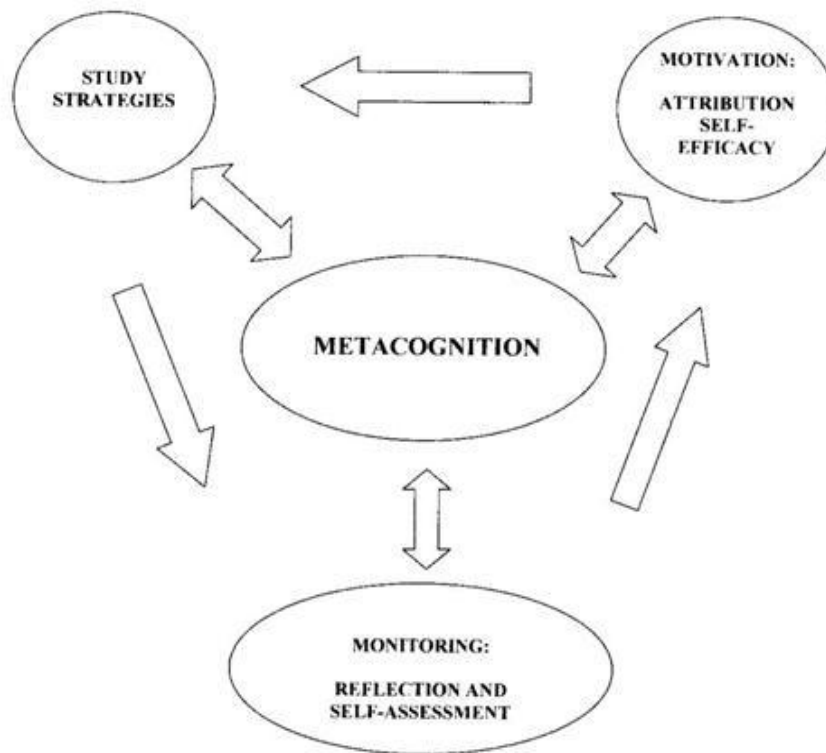 STUDY
STRATEGIES
MOTIVATION:
ATTRIBUTION
SELF-
EFFICACY
METACOGNITION
MONITORING:
REFLECTION AND
SELF-ASSESSMENT